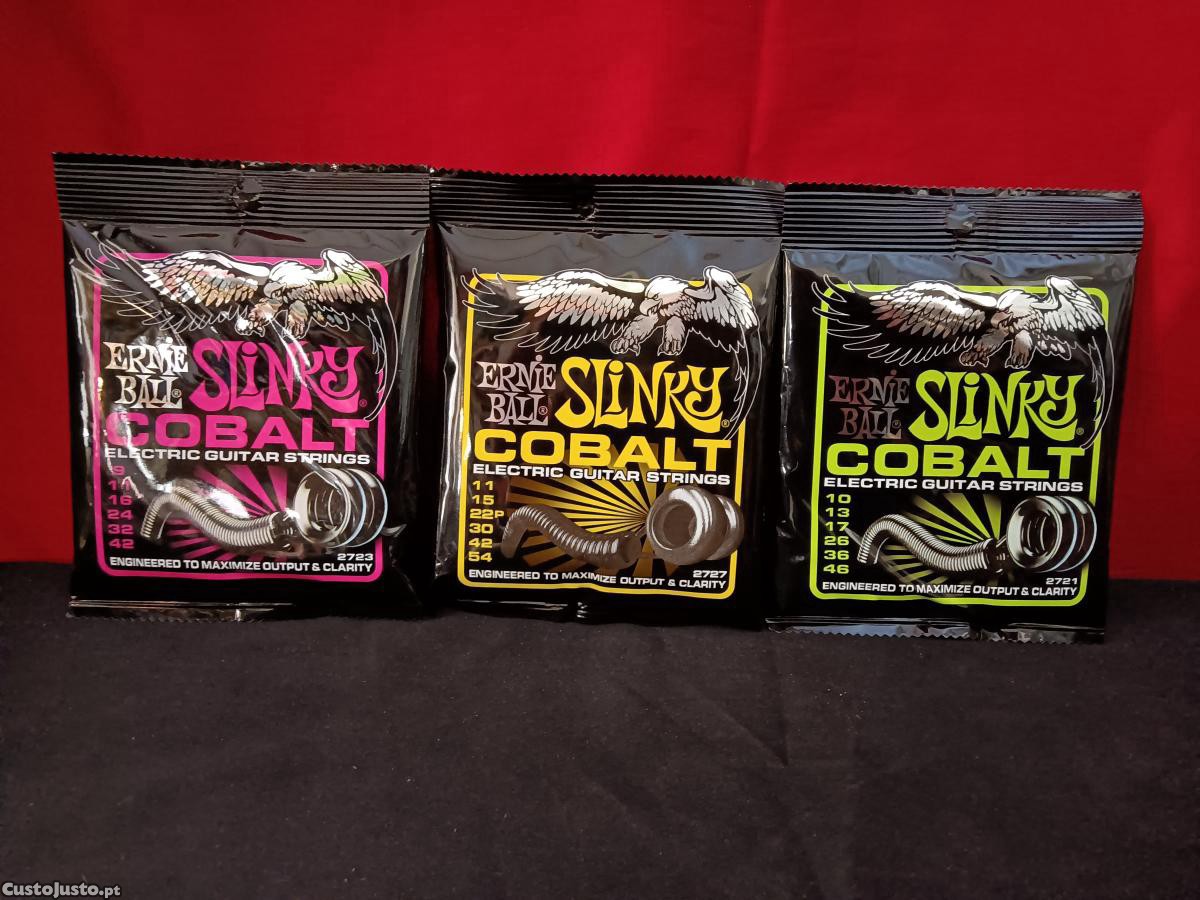 ERNiE BALL® SLiNKY®
COBALT
ELECTRIC GUITAR STRINGS
9
11
16
24
32
42
2723
ENGINEERED TO MAXIMIZE OUTPUT & CLARITY
ERNiE BALL® SLiNKY®
COBALT
ELECTRIC GUITAR STRINGS
11
15
22P
30
42
54
2727
ENGINEERED TO MAXIMIZE OUTPUT & CLARITY
ERNiE BALL® SLiNKY®
COBALT
ELECTRIC GUITAR STRINGS
10
13
17
26
36
46
2721
ENGINEERED TO MAXIMIZE OUTPUT & CLARITY
CustoJusto.pt